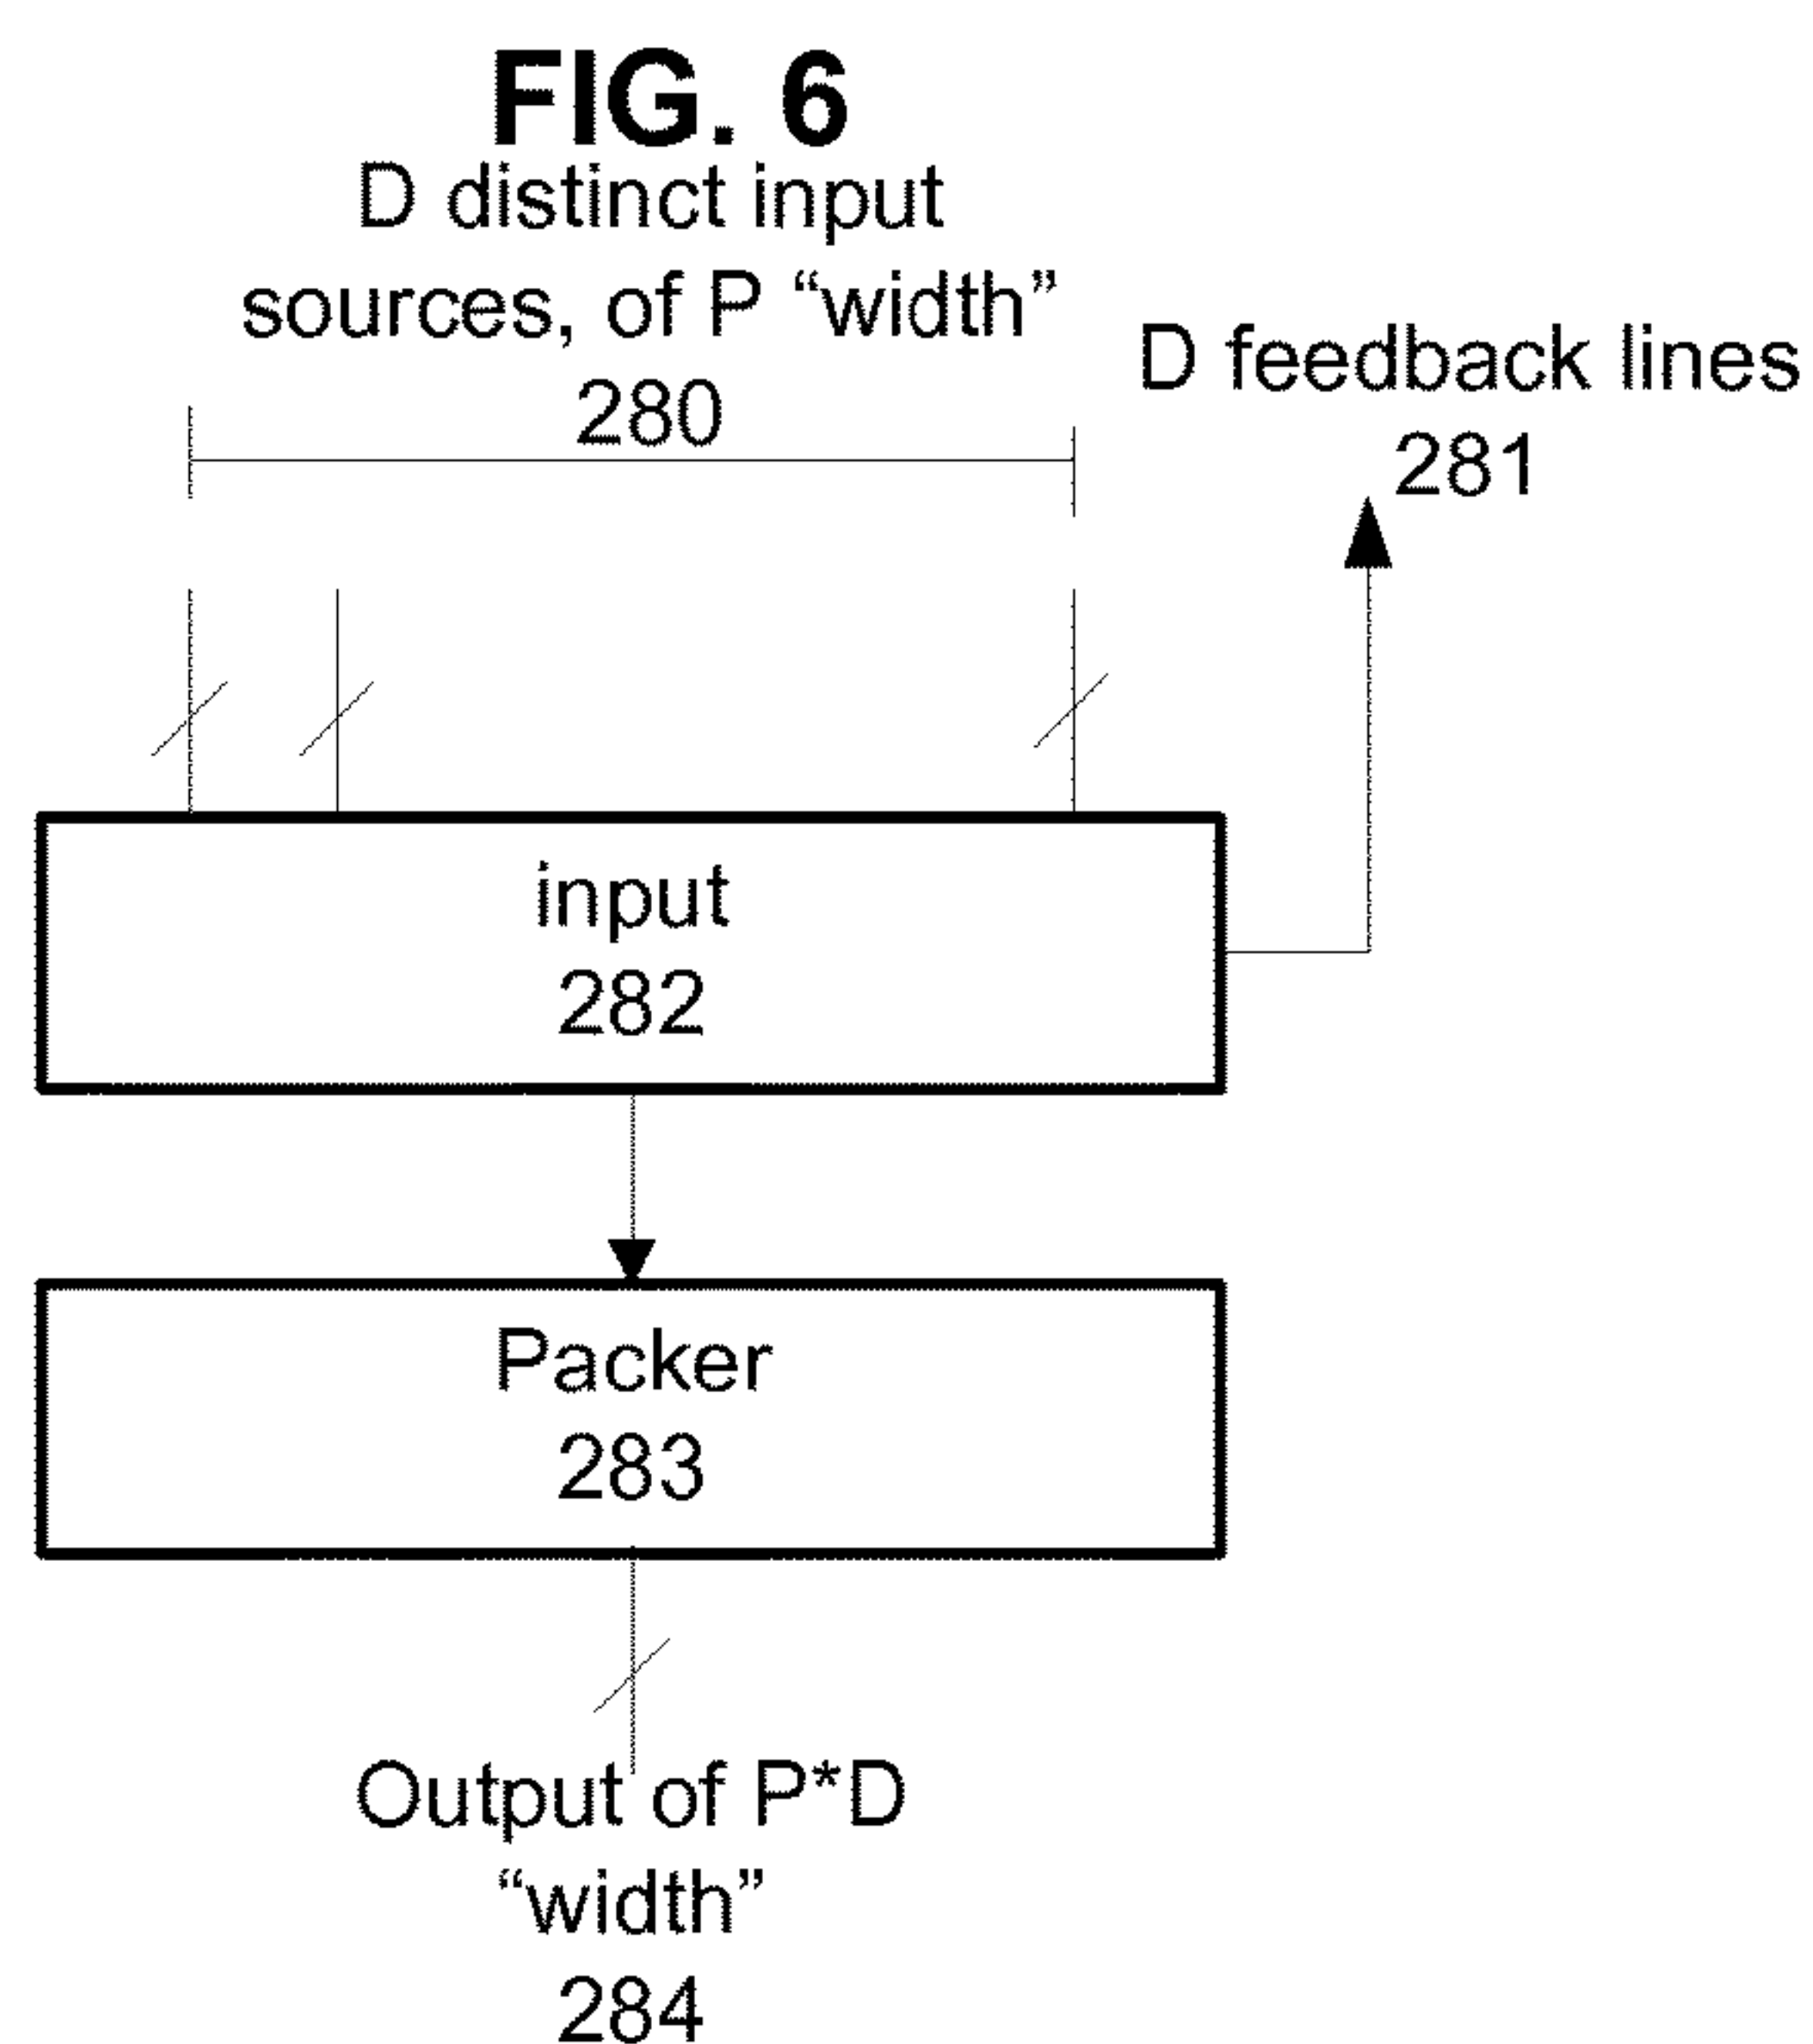 FIG. 6
D distinct input
sources, of P “width”
280
D feedback lines
281
input
282
Packer
283
Output of P*D
“width”
284